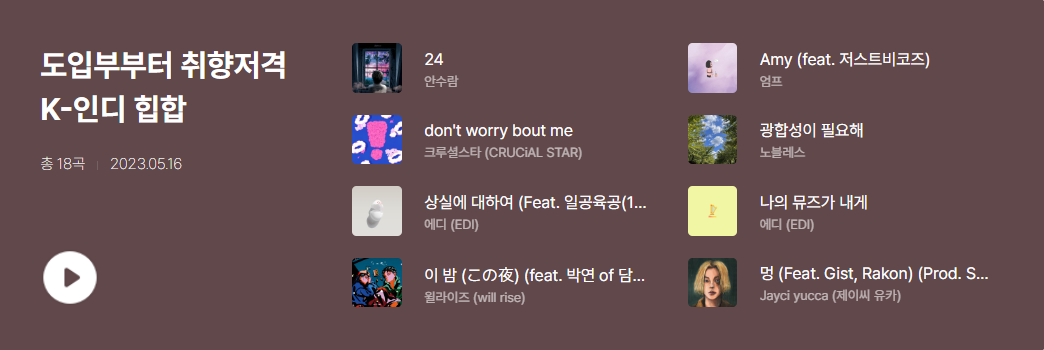 도입부부터 취향저격
K-인디 힙합
총 18곡 | 2023.05.16
24
안수람
don't worry bout me
크루셜스타 (CRUCiAL STAR)
상실에 대하여 (Feat. 일공육공(1...
에디 (EDI)
이 밤 (この夜) (feat. 박연 of 담...
윌라이즈 (will rise)
Amy (feat. 저스트비코즈)
엄프
광합성이 필요해
노블레스
나의 뮤즈가 내게
에디 (EDI)
멍 (Feat. Gist, Rakon) (Prod. S...
Jayci yucca (제이씨 유카)